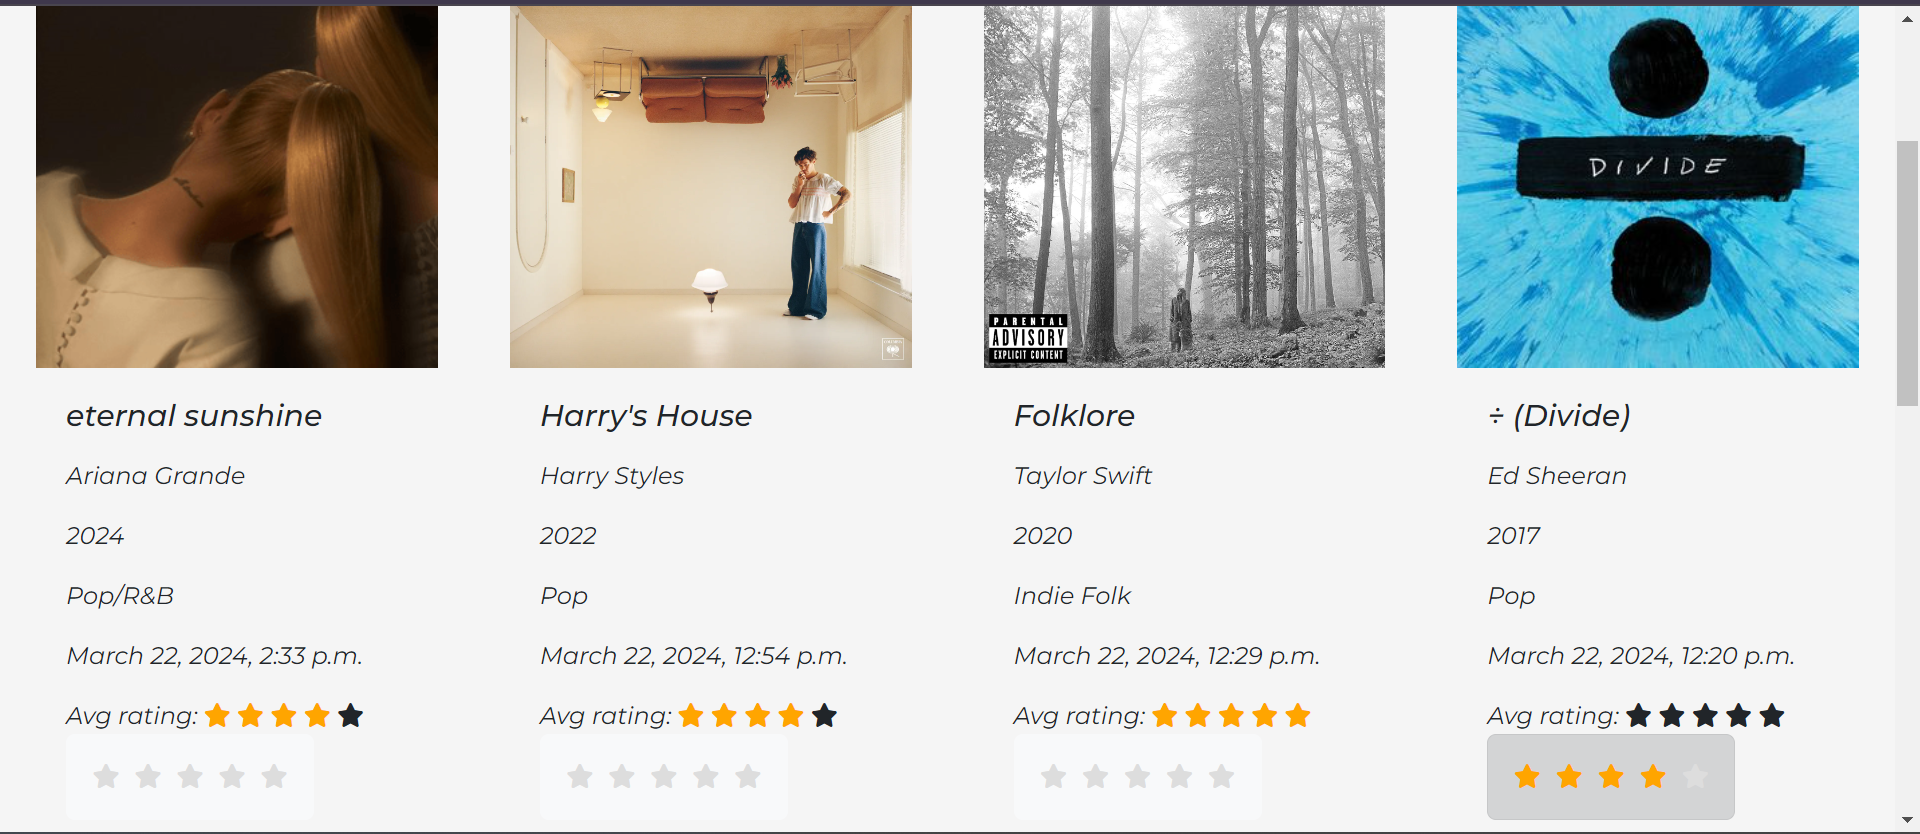 DIVIDE
PARENTAL
ADVISORY
EXPLICIT CONTENT
eternal sunshine
Ariana Grande
2024
Pop/R&B
March 22, 2024, 2:33 p.m.
Avg rating:
Harry's House
Harry Styles
2022
Pop
March 22, 2024, 12:54 p.m.
Avg rating:
Folklore
Taylor Swift
2020
Indie Folk
March 22, 2024, 12:29 p.m.
Avg rating:
÷ (Divide)
Ed Sheeran
2017
Pop
March 22, 2024, 12:20 p.m.
Avg rating: